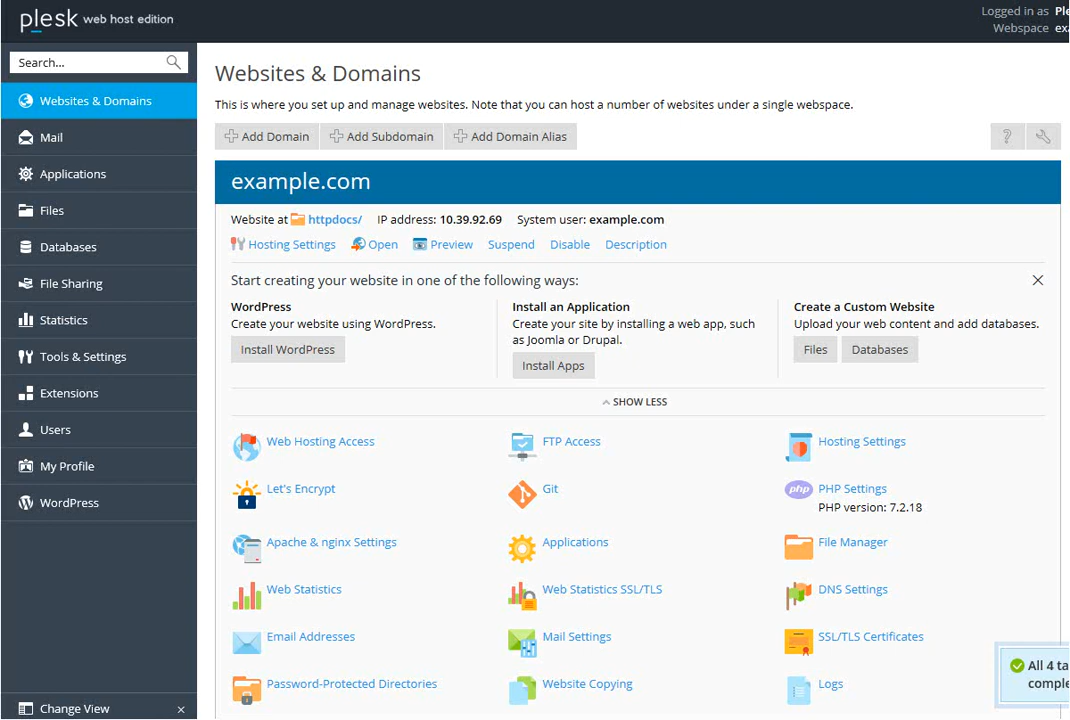 plesk web host edition
Logged in as Ple
Webspace exa
Search...
Websites & Domains
Mail
Applications
Files
Databases
File Sharing
Statistics
Tools & Settings
Extensions
Users
My Profile
WordPress
Change View
Websites & Domains
This is where you set up and manage websites. Note that you can host a number of websites under a single webspace.
Add Domain Add Subdomain Add Domain Alias ?
example.com
Website at httpdocs/ IP address: 10.39.92.69 System user: example.com
Hosting Settings Open Preview Suspend Disable Description
Start creating your website in one of the following ways:
WordPress
Create your website using WordPress.
Install WordPress
Install an Application
Create your site by installing a web app, such
as Joomla or Drupal.
Install Apps
Create a Custom Website
Upload your web content and add databases.
Files Databases
SHOW LESS
Web Hosting Access FTP Access Hosting Settings
Let's Encrypt Git php PHP Settings
PHP version: 7.2.18
Apache & nginx Settings Applications File Manager
Web Statistics Web Statistics SSL/TLS DNS Settings
Email Addresses Mail Settings SSL/TLS Certificates
Password-Protected Directories Website Copying Logs
All 4 ta
comple